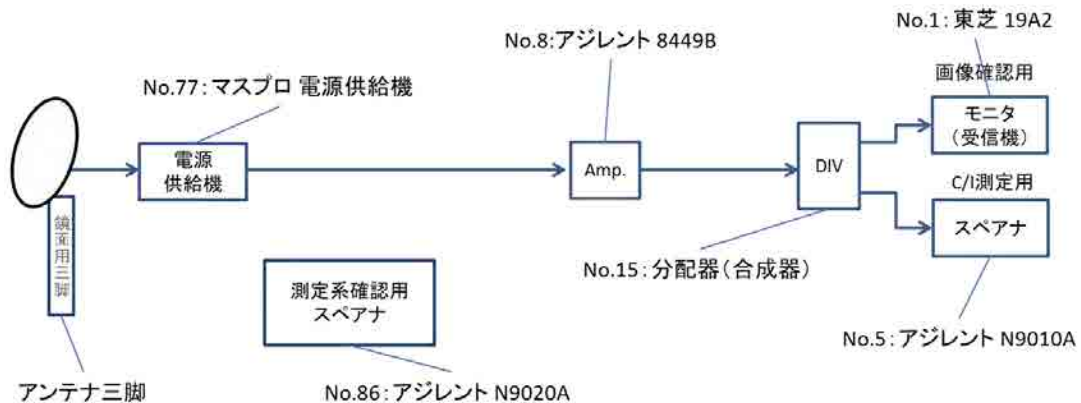 No.1：東芝 19A2
No.8：アジレント 8449B
No.77：マスプロ 電源供給機
画像確認用
モニタ
（受信機）
電源
供給機
Amp.
DIV
C/I測定用
スペアナ
鏡面用三脚
測定系確認用
スペアナ
No.15：分配器（合成器）
No.5：アジレント N9010A
アンテナ三脚
No.86：アジレント N9020A